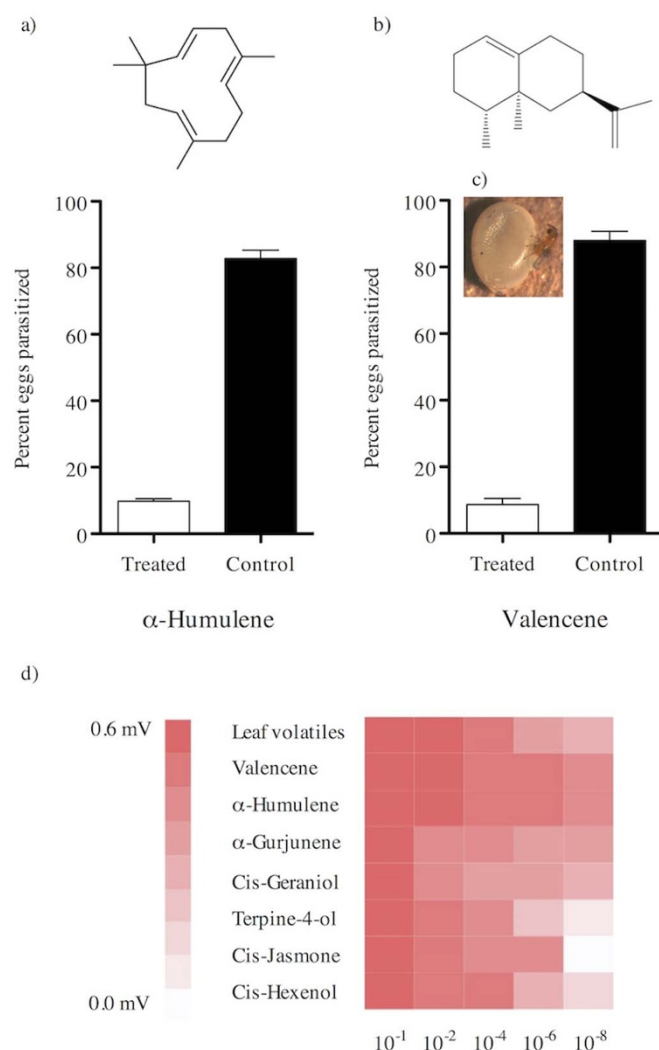 a)
b)
c)
100
80
60
40
20
0
Percent eggs parasitized
Treated Control
α-Humulene
100
80
60
40
20
0
Percent eggs parasitized
Treated Control
Valencene
d)
0.6 mV
0.0 mV
Leaf volatiles
Valencene
α-Humulene
α-Gurjunene
Cis-Geraniol
Terpine-4-ol
Cis-Jasmone
Cis-Hexenol
10⁻¹ 10⁻² 10⁻⁴ 10⁻⁶ 10⁻⁸